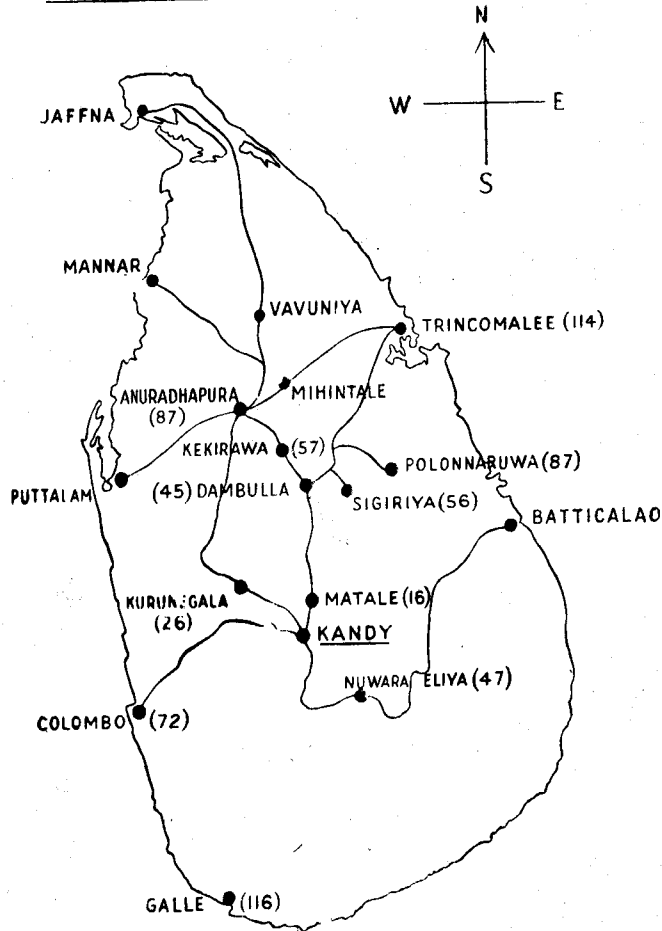 N
W E
S
JAFFNA
MANNAR
VAVUNIYA
TRINCOMALEE (114)
ANURADHAPURA
(87)
MIHINTALE
KEKIRAWA (57)
POLONNARUWA (87)
PUTTALAM
(45) DAMBULLA
SIGIRIYA (56)
BATTICALAO
KURUNEGALA
(26)
MATALE (16)
KANDY
NUWARA ELIYA (47)
COLOMBO (72)
GALLE (116)